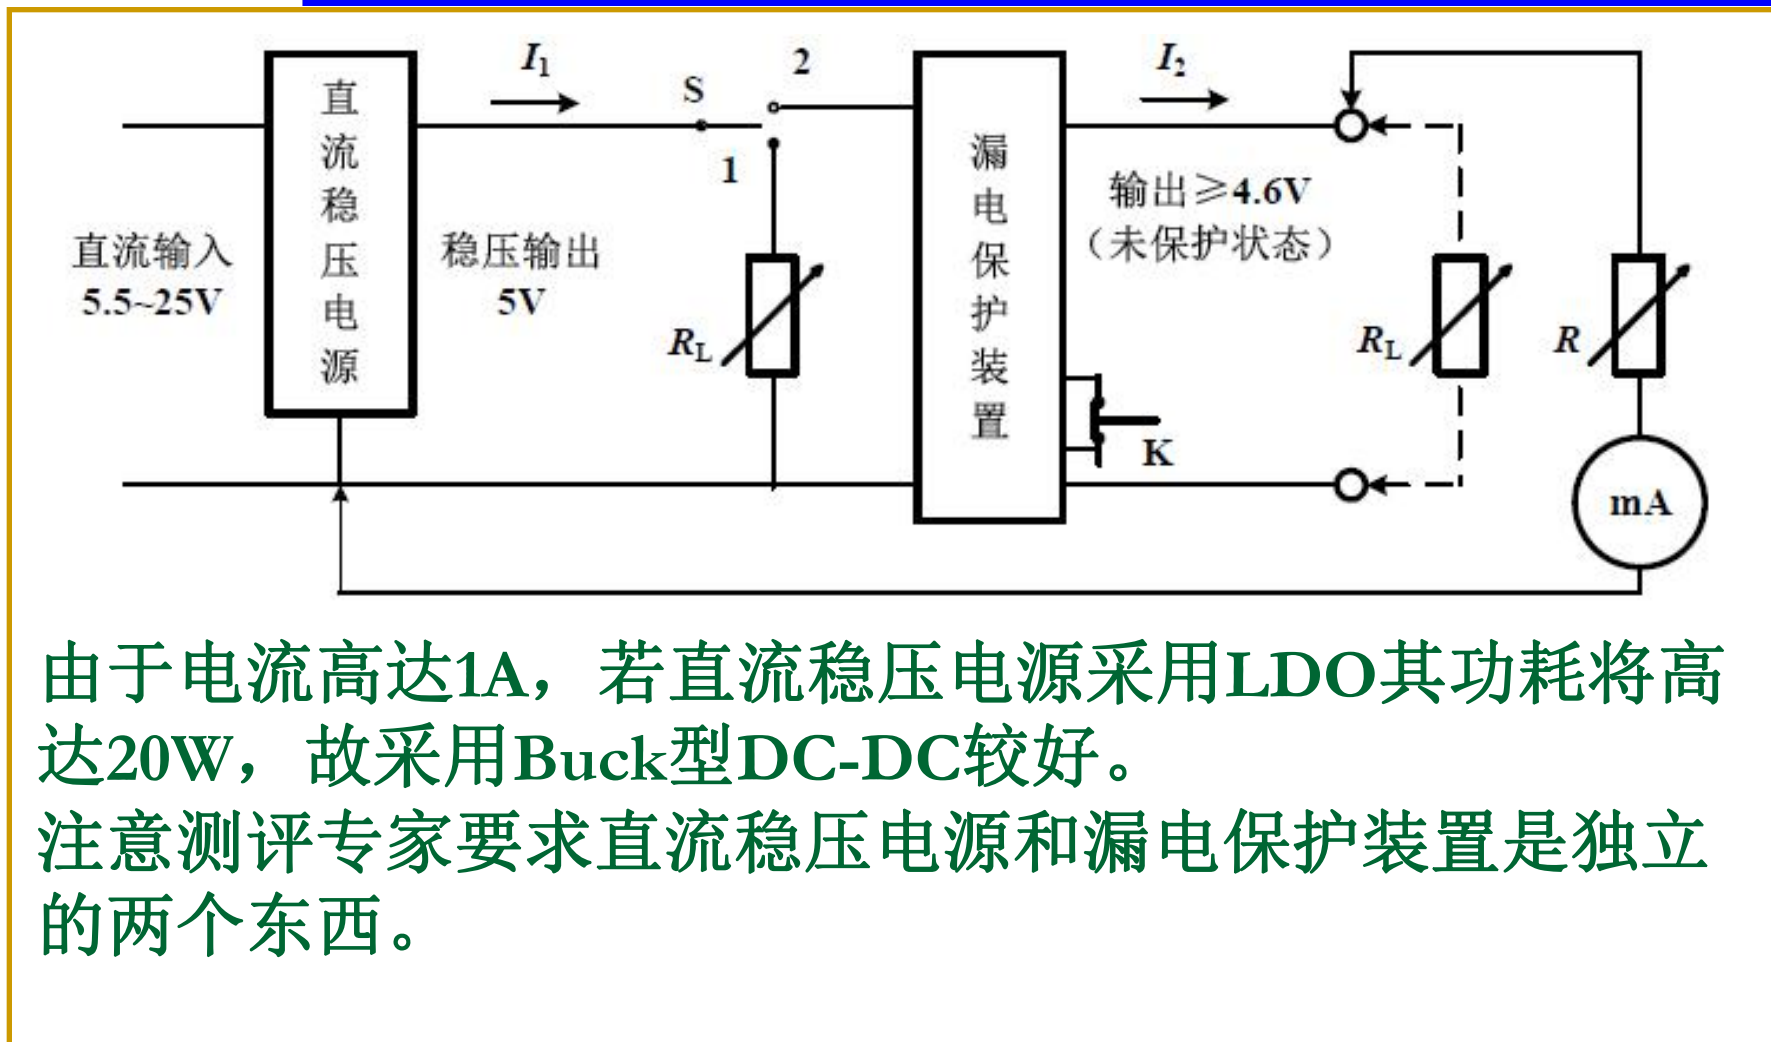 I₁
S
2
1
直流稳压电源
直流输入
5.5~25V
稳压输出
5V
R_L
漏电保护装置
I₂
输出≥4.6V
（未保护状态）
K
R_L
R
mA
由于电流高达1A，若直流稳压电源采用LDO其功耗将高
达20W，故采用Buck型DC-DC较好。
注意测评专家要求直流稳压电源和漏电保护装置是独立
的两个东西。